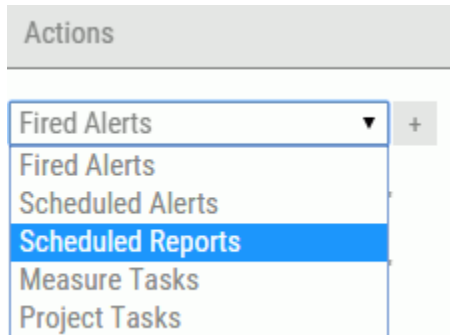 Actions
Fired Alerts ▼ +
Fired Alerts
Scheduled Alerts
Scheduled Reports
Measure Tasks
Project Tasks